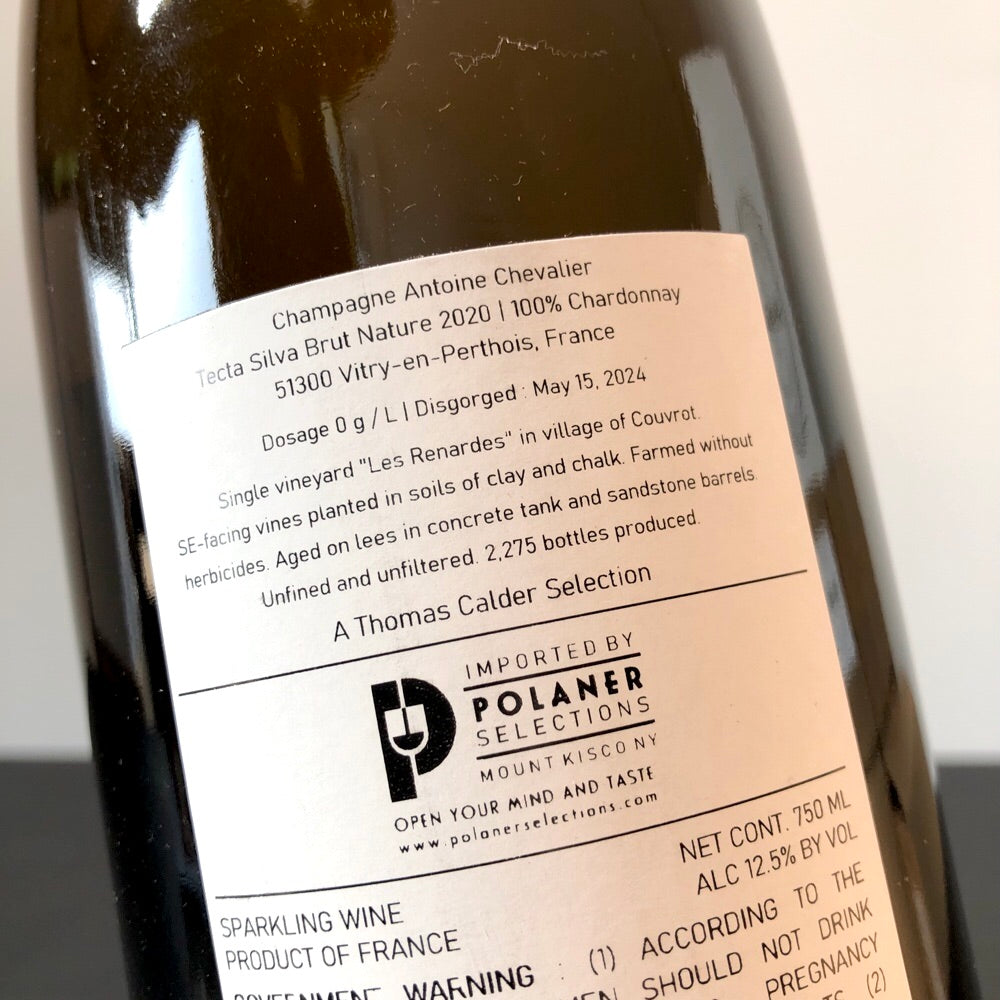 Champagne Antoine Chevalier
Tecta Silva Brut Nature 2020 | 100% Chardonnay
51300 Vitry-en-Perthois, France
Dosage 0 g / L | Disgorged : May 15, 2024
Single vineyard "Les Renardes" in village of Couvrot.
SE-facing vines planted in soils of clay and chalk. Farmed without
herbicides. Aged on lees in concrete tank and sandstone barrels.
Unfined and unfiltered. 2,275 bottles produced.
A Thomas Calder Selection
IMPORTED BY
POLANER
SELECTIONS
MOUNT KISCO NY
OPEN YOUR MIND AND TASTE
www.polanerselections.com
NET CONT. 750 ML
ALC 12.5% BY VOL
SPARKLING WINE
PRODUCT OF FRANCE
GOVERNMENT WARNING : (1) ACCORDING TO THE
SHOULD NOT DRINK
PREGNANCY
(2)